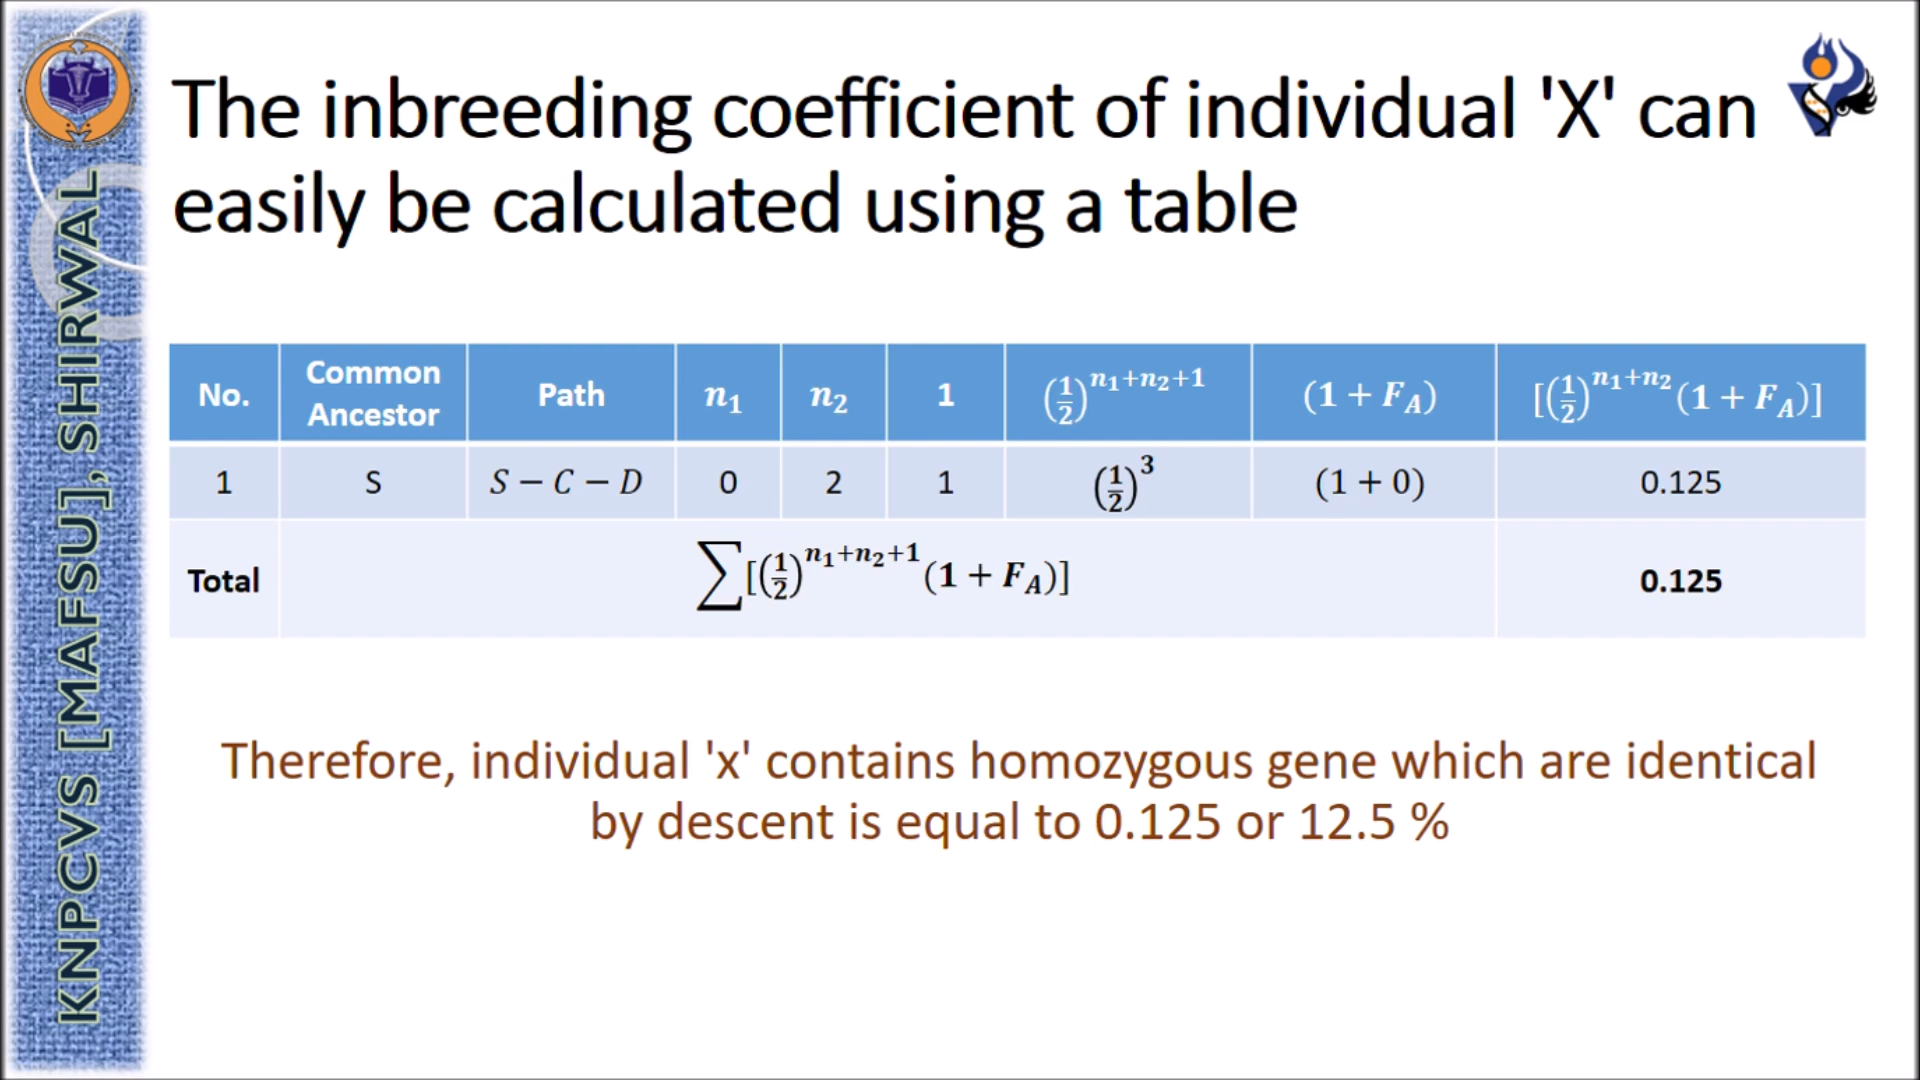 The inbreeding coefficient of individual 'X' can
easily be calculated using a table
No. Common Ancestor Path n₁ n₂ 1 (1/2)^(n₁+n₂+1) (1 + F_A) [(1/2)^(n₁+n₂) (1 + F_A)]
1 S S − C − D 0 2 1 (1/2)^3 (1 + 0) 0.125
Total ∑[(1/2)^(n₁+n₂+1) (1 + F_A)] 0.125
Therefore, individual 'x' contains homozygous gene which are identical
by descent is equal to 0.125 or 12.5 %
KNPCVS [MAFSU], SHIRWAL